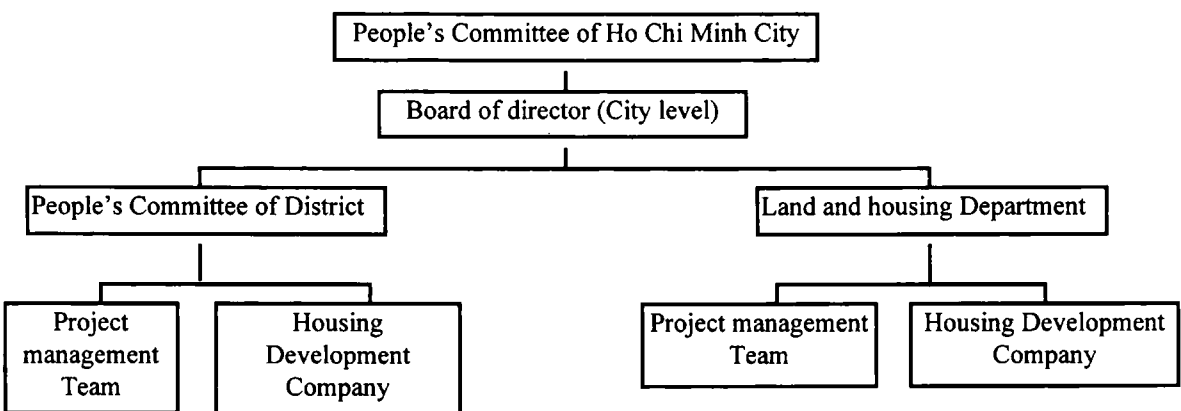 People's Committee of Ho Chi Minh City
Board of director (City level)
People's Committee of District
Land and housing Department
Project
management
Team
Housing
Development
Company
Project management
Team
Housing Development
Company